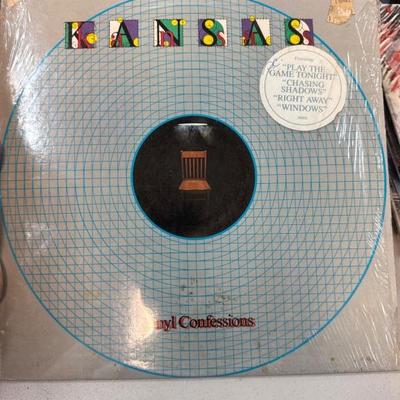 KANSAS
Featuring
"PLAY THE
GAME TONIGHT"
"CHASING
SHADOWS"
"RIGHT AWAY"
"WINDOWS"
nyl Confessions